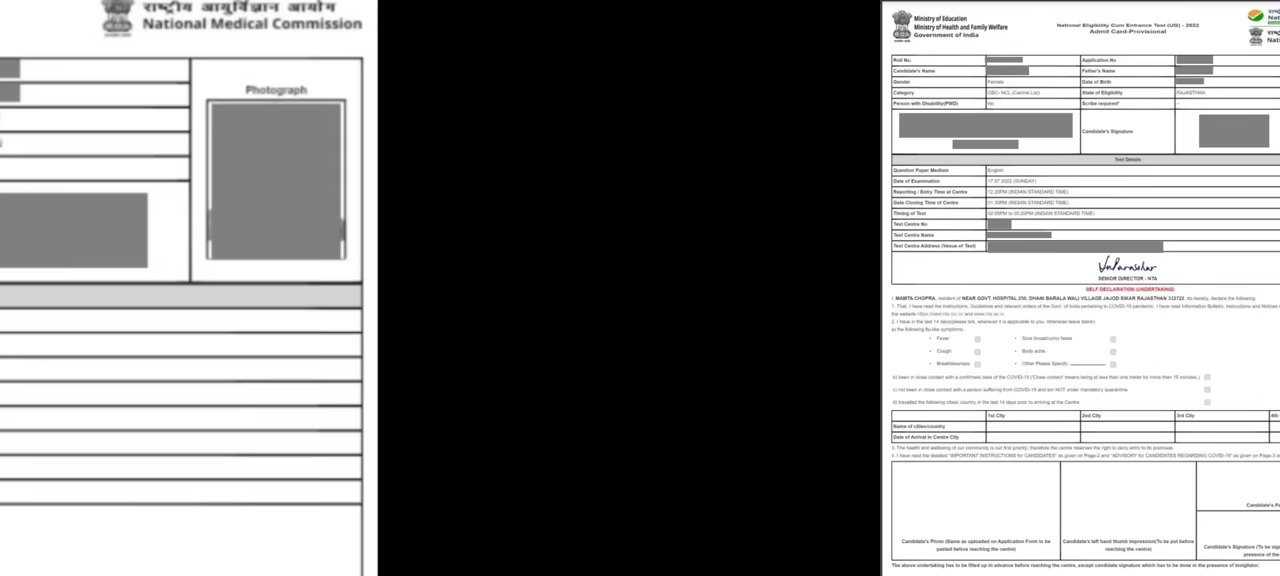 राष्ट्रीय आयुर्विज्ञान आयोग
National Medical Commission
Photograph
Ministry of Education
Ministry of Health and Family Welfare
Government of India
National Eligibility Cum Entrance Test (UG) - 2022
Admit Card-Provisional
Roll No.
Application No
Candidate's Name
Father's Name
Gender
Female
Date of Birth
Category
OBC- NCL (Central List)
State of Eligibility
RAJASTHAN
Person with Disability(PWD)
No
Scribe required*
--
Candidate's Signature
Test Details
Question Paper Medium
English
Date of Examination
17.07.2022 (SUNDAY)
Reporting / Entry Time at Centre
12:20PM (INDIAN STANDARD TIME)
Gate Closing Time of Centre
01:30PM (INDIAN STANDARD TIME)
Timing of Test
02:00PM to 05:20PM (INDIAN STANDARD TIME)
Test Centre No
Test Centre Name
Test Centre Address (Venue of Test)
SENIOR DIRECTOR - NTA
SELF DECLARATION (UNDERTAKING)
I, MAMTA CHOPRA, resident of NEAR GOVT. HOSPITAL 259, DHANI BARALA WALI VILLAGE JAJOD SIKAR RAJASTHAN 332722, do hereby, declare the following:
1. That, I have read the Instructions, Guidelines and relevant orders of the Govt. of India pertaining to COVID-19 pandemic. I have read Information Bulletin, Instructions and Notices
the website https://neet.nta.nic.in/ and www.nta.ac.in
2. I have in the last 14 days(please tick, wherever it is applicable to you, otherwise leave blank)
a) the following flu-like symptoms:
• Fever
• Sore throat/runny Nose
• Cough
• Body ache
• Breathlessness
• Other Please Specify:
b) been in close contact with a confirmed case of the COVID-19 ('Close contact' means being at less than one meter for more than 15 minutes.)
c) not been in close contact with a person suffering from COVID-19 and am NOT under mandatory quarantine.
d) travelled the following cities/ country in the last 14 days prior to arriving at the Centre.
1st City
2nd City
3rd City
4th
Name of cities/country
Date of Arrival in Centre City
3. The health and wellbeing of our community is our first priority, therefore the centre reserves the right to deny entry to its premises.
4. I have read the detailed "IMPORTANT INSTRUCTIONS for CANDIDATES" as given on Page-2 and "ADVISORY for CANDIDATES REGARDING COVID-19" as given on Page-3
Candidate's Photo (Same as uploaded on Application Form to be
pasted before reaching the centre)
Candidate's left hand thumb impression(To be put before
reaching the centre)
Candidate's
Candidate's Signature (To be
presence of the
The above undertaking has to be filled up in advance before reaching the centre, except candidate signature which has to be done in the presence of Invigilator.